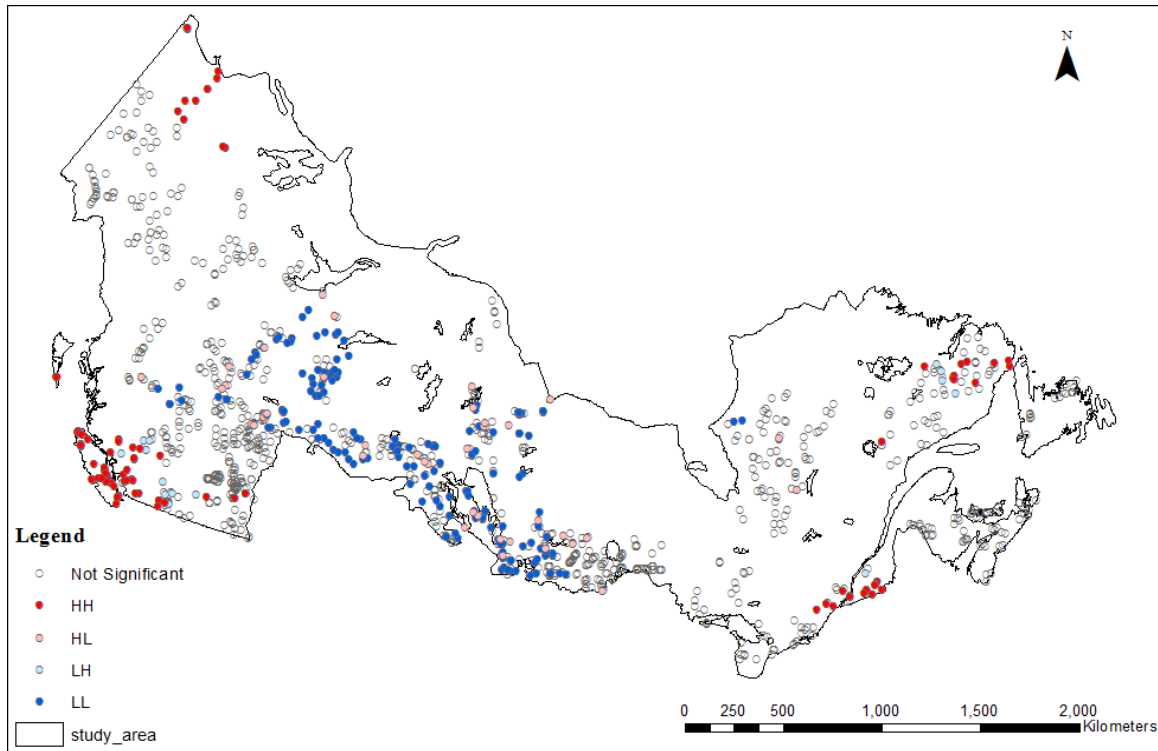 N
Legend
Not Significant
HH
HL
LH
LL
study_area
0 250 500 1,000 1,500 2,000
Kilometers